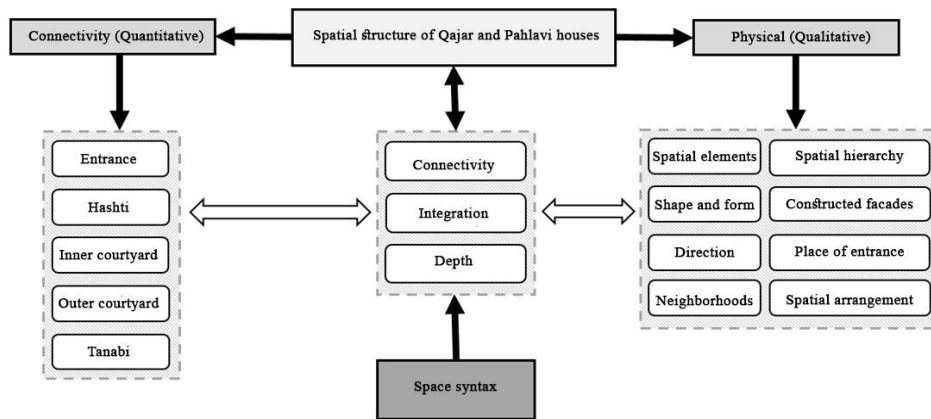 Connectivity (Quantitative)
Spatial structure of Qajar and Pahlavi houses
Physical (Qualitative)
Entrance
Hashti
Inner courtyard
Outer courtyard
Tanabi
Connectivity
Integration
Depth
Spatial elements
Spatial hierarchy
Shape and form
Constructed facades
Direction
Place of entrance
Neighborhoods
Spatial arrangement
Space syntax